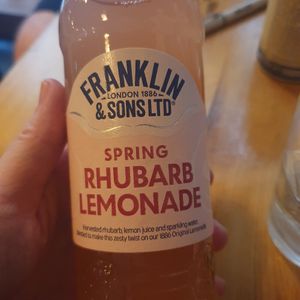 FRANKLIN
LONDON 1886
& SONS LTD
SPRING
RHUBARB
LEMONADE
Harvested rhubarb, lemon juice and sparkling water,
blended to make this zesty twist on our 1886 Original Lemonade